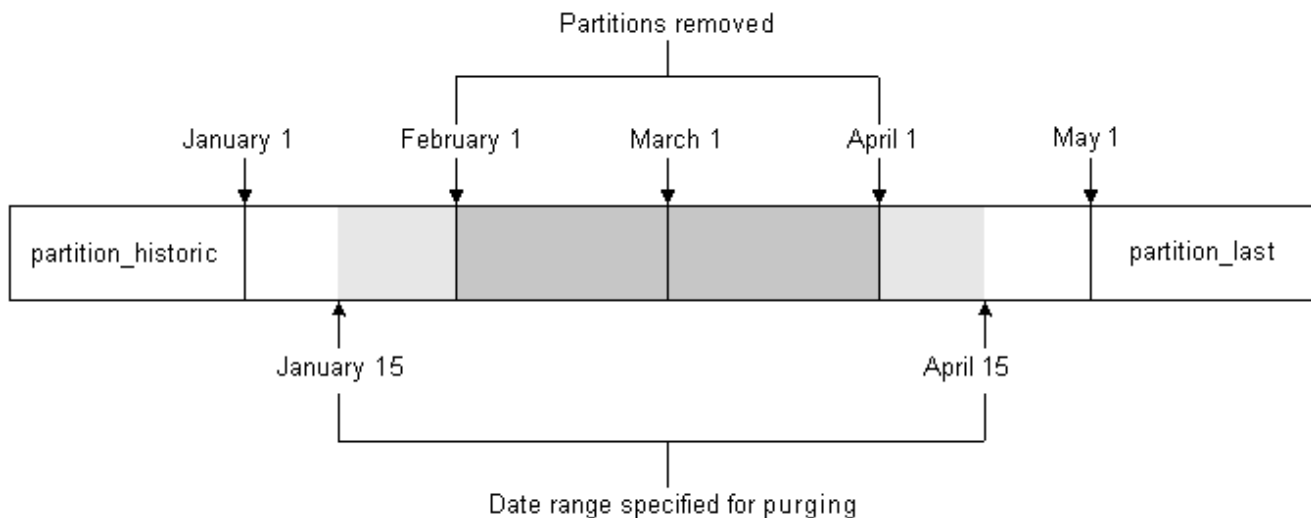 Partitions removed
January 1
February 1
March 1
April 1
May 1
partition_historic
partition_last
January 15
April 15
Date range specified for purging